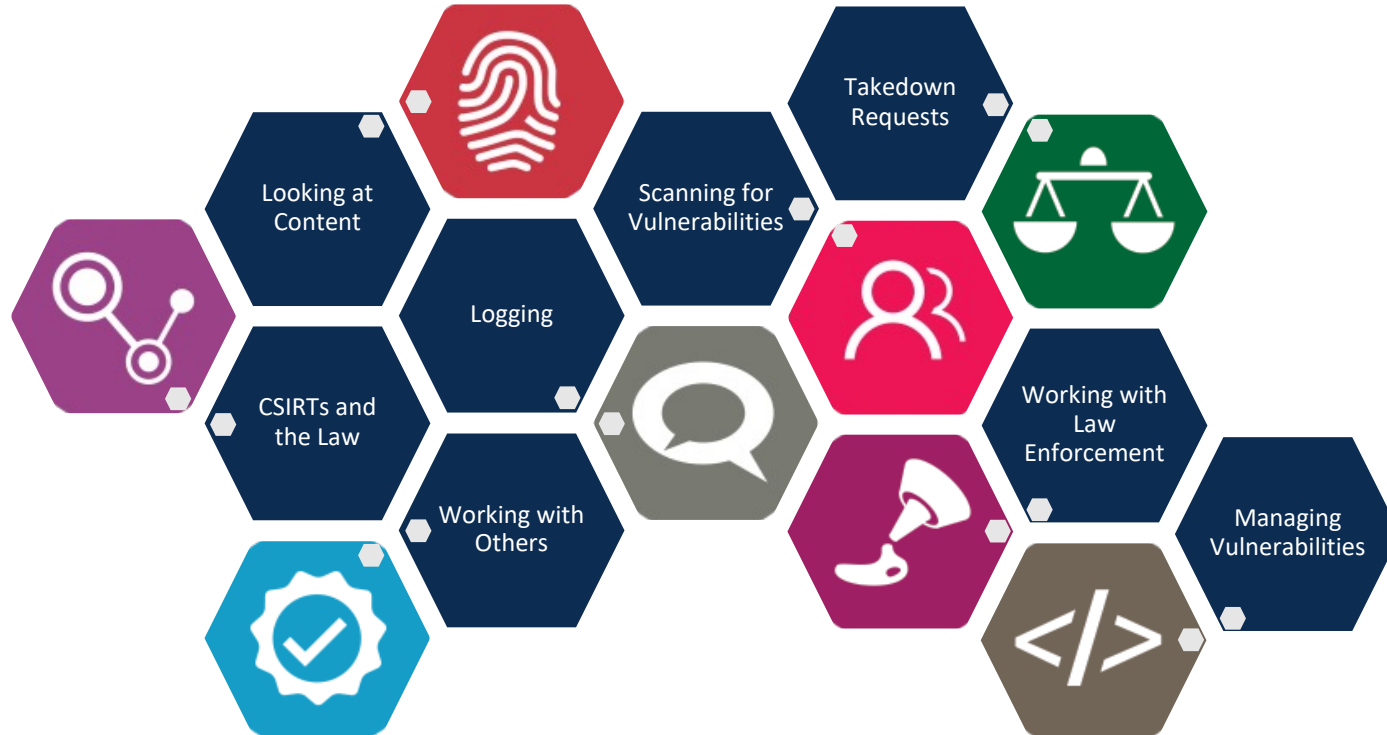 Takedown
Requests
Looking at
Content
Scanning for
Vulnerabilities
Logging
CSIRTs and
the Law
Working with
Law
Enforcement
Working with
Others
Managing
Vulnerabilities
</>